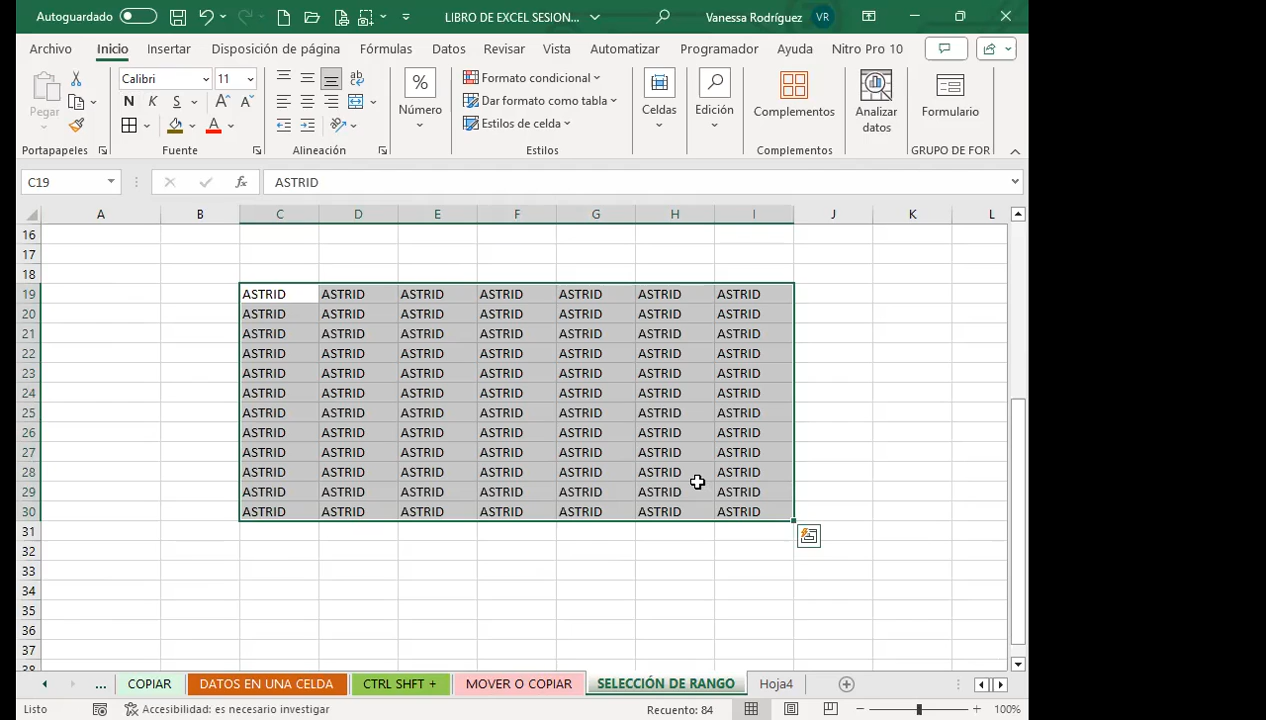 Autoguardado LIBRO DE EXCEL SESION... Vanessa Rodríguez VR
Archivo Inicio Insertar Disposición de página Fórmulas Datos Revisar Vista Automatizar Programador Ayuda Nitro Pro 10
Calibri 11 ab Formato condicional
Pegar N K S A A Número Dar formato como tabla Celdas Edición Complementos Analizar datos Formulario
A Estilos de celda
Portapapeles Fuente Alineación Estilos Complementos GRUPO DE FOR
C19 fx ASTRID
A B C D E F G H I J K L
16
17
18
19 ASTRID ASTRID ASTRID ASTRID ASTRID ASTRID ASTRID
20 ASTRID ASTRID ASTRID ASTRID ASTRID ASTRID ASTRID
21 ASTRID ASTRID ASTRID ASTRID ASTRID ASTRID ASTRID
22 ASTRID ASTRID ASTRID ASTRID ASTRID ASTRID ASTRID
23 ASTRID ASTRID ASTRID ASTRID ASTRID ASTRID ASTRID
24 ASTRID ASTRID ASTRID ASTRID ASTRID ASTRID ASTRID
25 ASTRID ASTRID ASTRID ASTRID ASTRID ASTRID ASTRID
26 ASTRID ASTRID ASTRID ASTRID ASTRID ASTRID ASTRID
27 ASTRID ASTRID ASTRID ASTRID ASTRID ASTRID ASTRID
28 ASTRID ASTRID ASTRID ASTRID ASTRID ASTRID ASTRID
29 ASTRID ASTRID ASTRID ASTRID ASTRID ASTRID ASTRID
30 ASTRID ASTRID ASTRID ASTRID ASTRID ASTRID ASTRID
31
32
33
34
35
36
37
38
... COPIAR DATOS EN UNA CELDA CTRL SHFT + MOVER O COPIAR SELECCIÓN DE RANGO Hoja4
Listo Accesibilidad: es necesario investigar Recuento: 84 100%